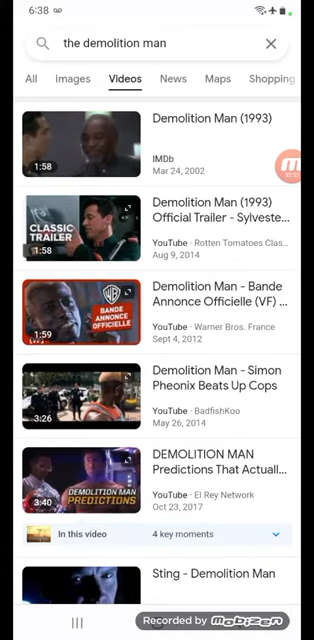 6:38
the demolition man
All Images Videos News Maps Shopping
Demolition Man (1993)
1:58
IMDb
Mar 24, 2002
Demolition Man (1993)
Official Trailer - Sylveste...
CLASSIC
TRAILER
1:58
YouTube · Rotten Tomatoes Clas...
Aug 9, 2014
Demolition Man - Bande
Annonce Officielle (VF) ...
BANDE
ANNONCE
OFFICIELLE
1:59
YouTube · Warner Bros. France
Sept 4, 2012
Demolition Man - Simon
Pheonix Beats Up Cops
3:26
YouTube · BadfishKoo
May 26, 2014
DEMOLITION MAN
Predictions That Actuall...
DEMOLITION MAN
PREDICTIONS
3:40
YouTube · El Rey Network
Oct 23, 2017
In this video 4 key moments
Sting - Demolition Man
Recorded by Mobizen